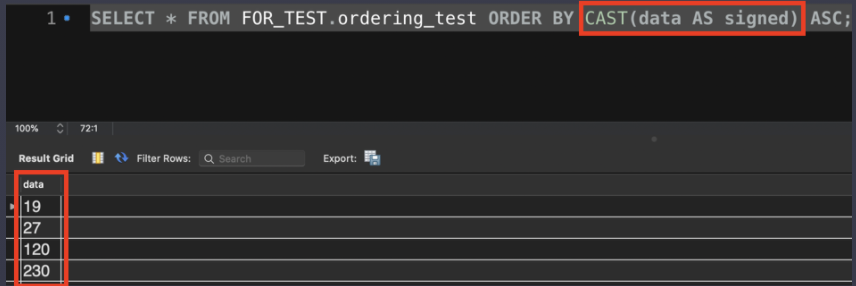 1 SELECT * FROM FOR_TEST.ordering_test ORDER BY CAST(data AS signed) ASC;
100% 72:1
Result Grid Filter Rows: Search Export:
data
19
27
120
230